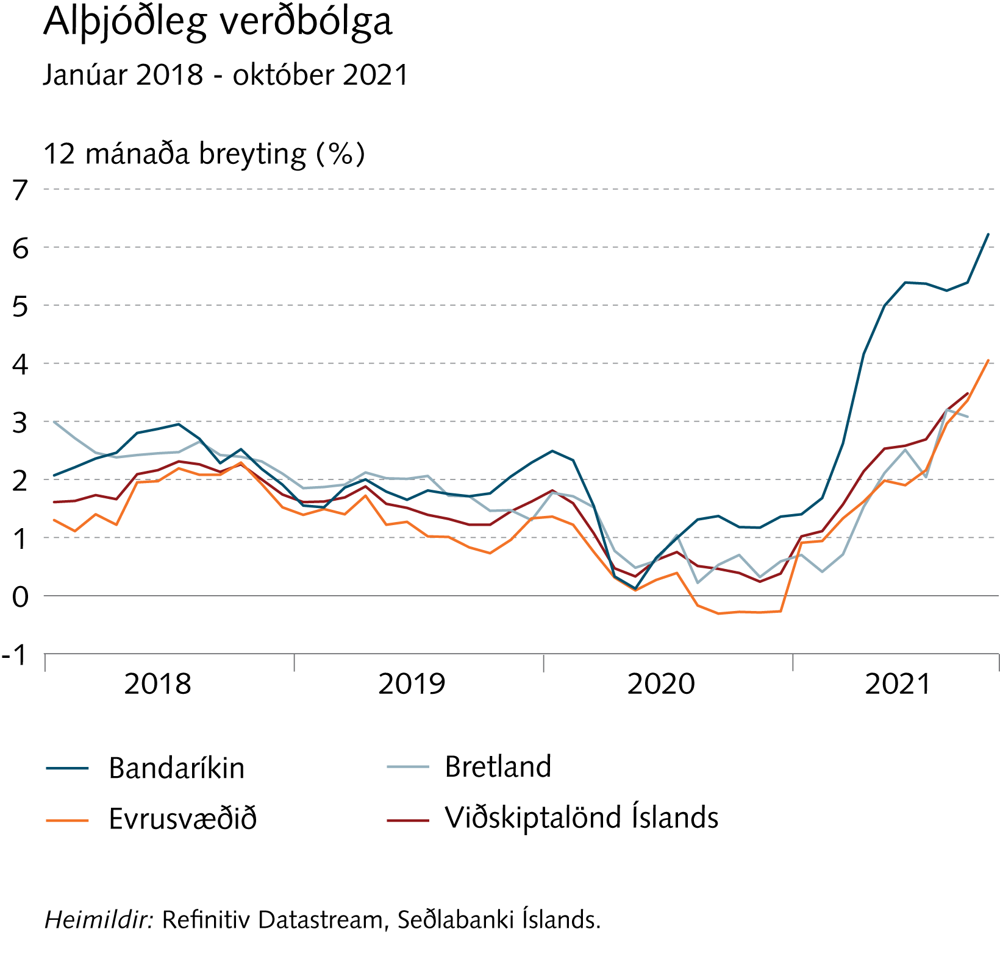 Alþjóðleg verðbólga
Janúar 2018 - október 2021
12 mánaða breyting (%)
7
6
5
4
3
2
1
0
-1
2018 2019 2020 2021
Bandaríkin Bretland
Evrusvæðið Viðskiptalönd Íslands
Heimildir: Refinitiv Datastream, Seðlabanki Íslands.